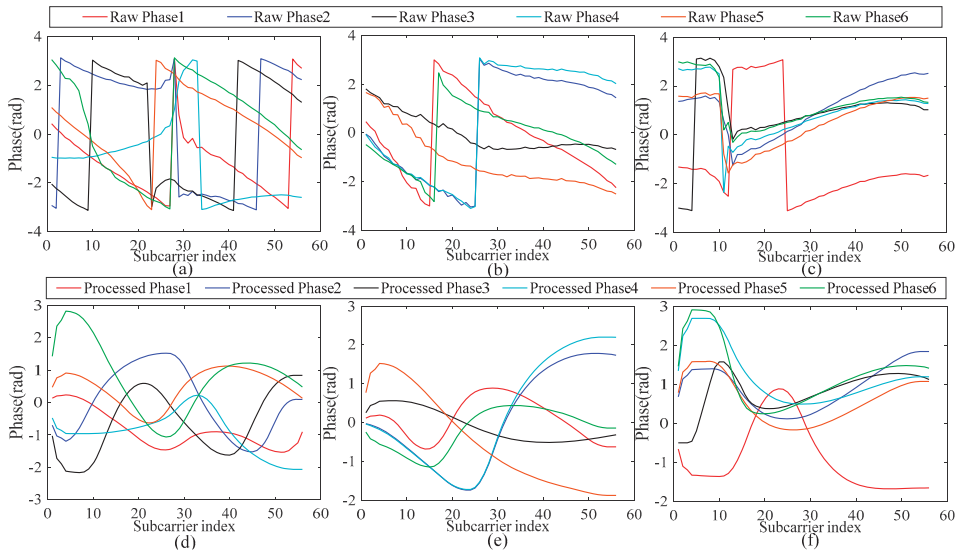 Raw Phase1 Raw Phase2 Raw Phase3 Raw Phase4 Raw Phase5 Raw Phase6
4 4 4
2 2 2
0 0 0
-2 -2 -2
-4 -4 -4
Phase(rad) Phase(rad) Phase(rad)
0 10 20 30 40 50 60 0 10 20 30 40 50 60 0 10 20 30 40 50 60
Subcarrier index Subcarrier index Subcarrier index
(a) (b) (c)
Processed Phase1 Processed Phase2 Processed Phase3 Processed Phase4 Processed Phase5 Processed Phase6
3 3 3
2 2 2
1 1 1
0 0 0
-1 -1 -1
-2 -2 -2
-3
Phase(rad) Phase(rad) Phase(rad)
0 10 20 30 40 50 60 0 10 20 30 40 50 60 0 10 20 30 40 50 60
Subcarrier index Subcarrier index Subcarrier index
(d) (e) (f)